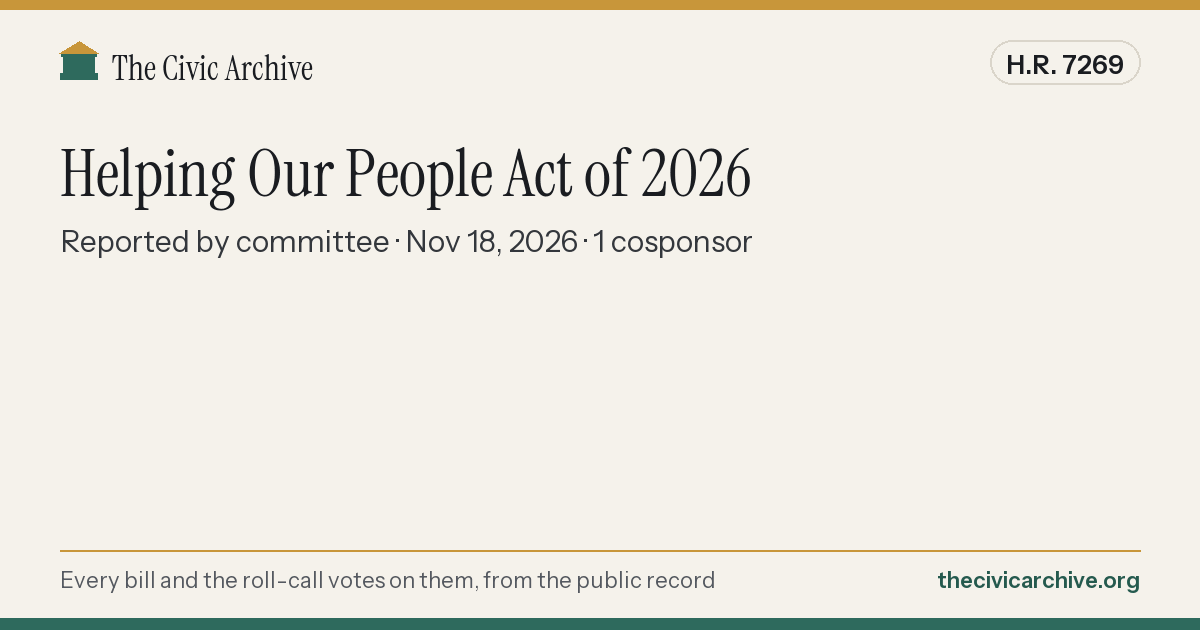 The Civic Archive
H.R. 7269
Helping Our People Act of 2026
Reported by committee · Nov 18, 2026 · 1 cosponsor
Every bill and the roll-call votes on them, from the public record
thecivicarchive.org